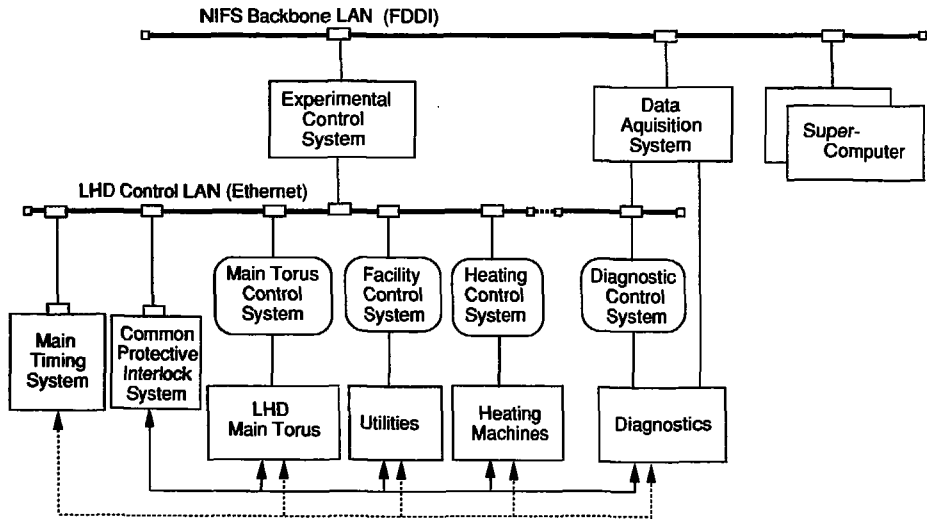 NIFS Backbone LAN (FDDI)
Experimental
Control
System
Data
Aquisition
System
Super-
Computer
LHD Control LAN (Ethernet)
Main Torus
Control
System
Facility
Control
System
Heating
Control
System
Diagnostic
Control
System
Main
Timing
System
Common
Protective
Interlock
System
LHD
Main Torus
Utilities
Heating
Machines
Diagnostics